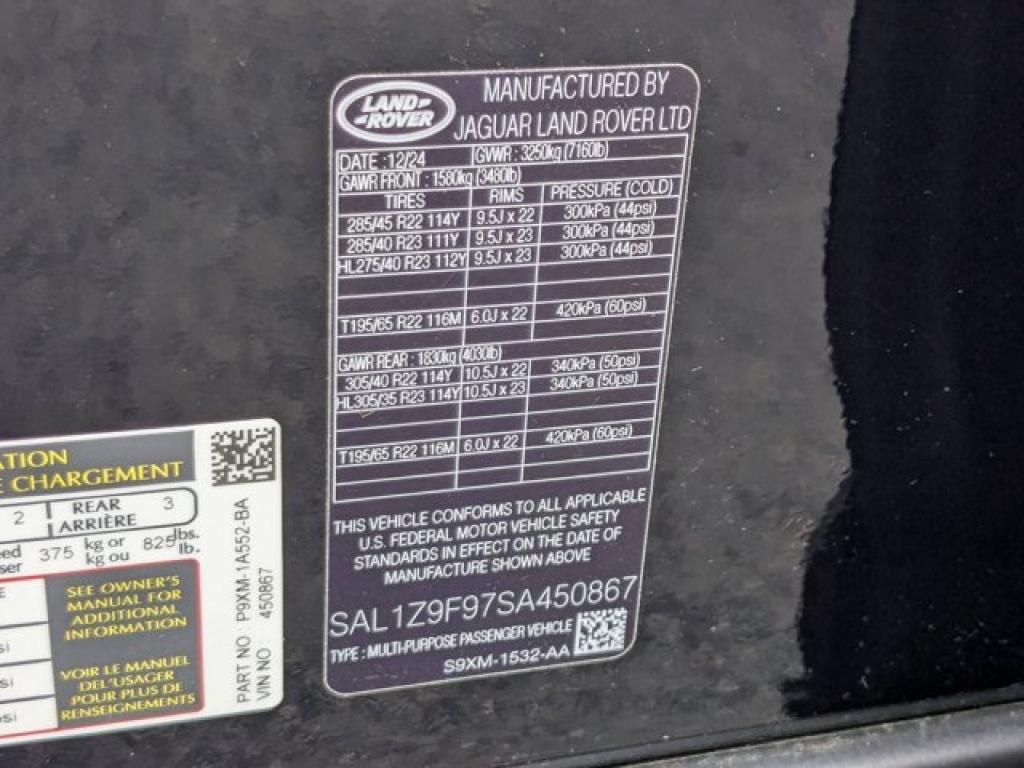 LAND ROVER
MANUFACTURED BY
JAGUAR LAND ROVER LTD
DATE : 12/24 GVWR : 3250kg (7160lb)
GAWR FRONT : 1580kg (3480lb)
TIRES RIMS PRESSURE (COLD)
285/45 R22 114Y 9.5J x 22 300kPa (44psi)
285/40 R23 111Y 9.5J x 23 300kPa (44psi)
HL275/40 R23 112Y 9.5J x 23 300kPa (44psi)
T195/65 R22 116M 6.0J x 22 420kPa (60psi)
GAWR REAR : 1830kg (4030lb)
305/40 R22 114Y 10.5J x 22 340kPa (50psi)
HL305/35 R23 114Y 10.5J x 23 340kPa (50psi)
T195/65 R22 116M 6.0J x 22 420kPa (60psi)
THIS VEHICLE CONFORMS TO ALL APPLICABLE
U.S. FEDERAL MOTOR VEHICLE SAFETY
STANDARDS IN EFFECT ON THE DATE OF
MANUFACTURE SHOWN ABOVE
SAL1Z9F97SA450867
TYPE : MULTI-PURPOSE PASSENGER VEHICLE
S9XM-1532-AA
ATION
E CHARGEMENT
2 REAR 3
ARRIÈRE
eed 375 kg or 825 lbs.
ser kg ou lb.
SEE OWNER'S
MANUAL FOR
ADDITIONAL
INFORMATION
VOIR LE MANUEL
DEL'USAGER
POUR PLUS DE
RENSEIGNEMENTS
si
si
PART NO P9XM-1A552-BA
VIN NO 450867